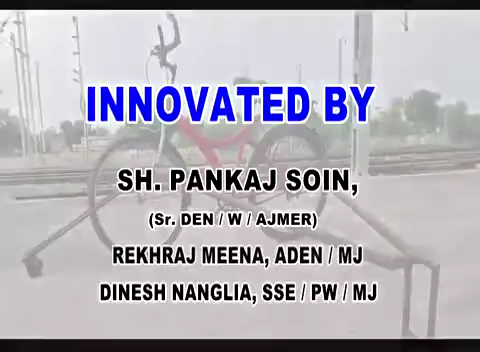 INNOVATED BY
SH. PANKAJ SOIN,
(Sr. DEN / W / AJMER)
REKHRAJ MEENA, ADEN / MJ
DINESH NANGLIA, SSE / PW / MJ